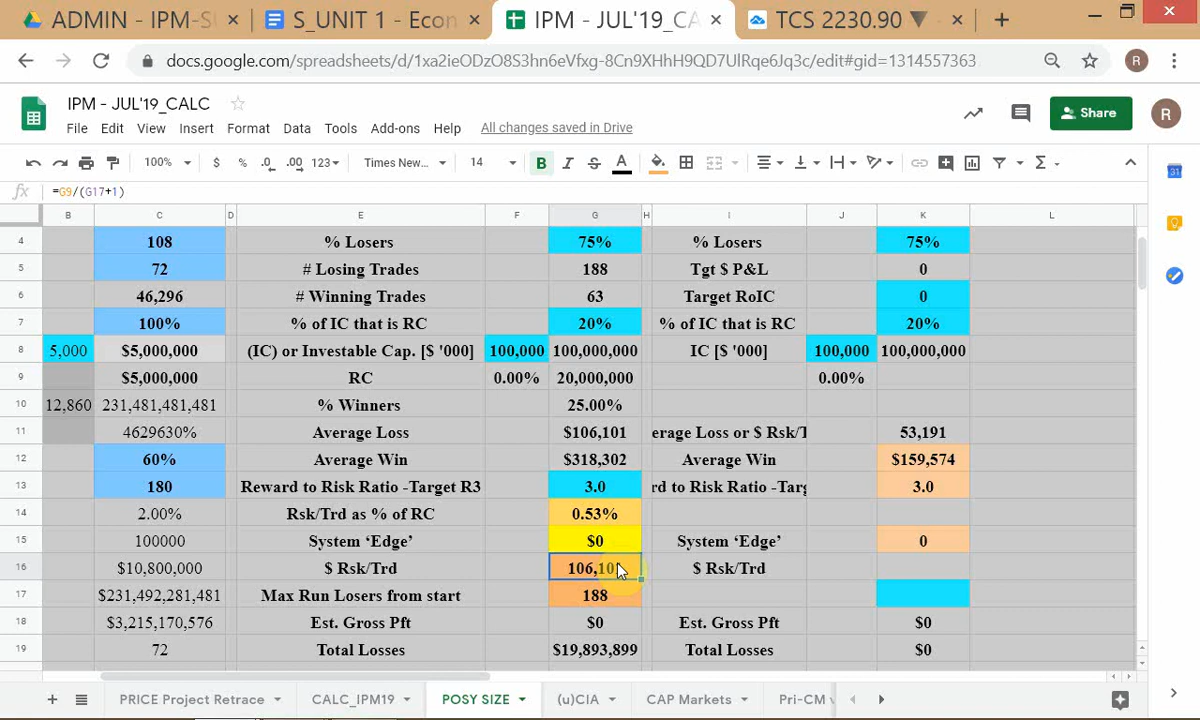 ADMIN - IPM-S
S_UNIT 1 - Econ
IPM - JUL'19_CA
TCS 2230.90 ▼
docs.google.com/spreadsheets/d/1xa2ieODzO8S3hn6eVfxg-8Cn9XHhH9QD7UlRqe6Jq3c/edit#gid=1314557363
R
IPM - JUL'19_CALC
File Edit View Insert Format Data Tools Add-ons Help All changes saved in Drive
Share
R
100% $ % .0 .00 123 Times New... 14 B I S A
31
fx =G9/(G17+1)
B C D E F G H I J K L
4 108 % Losers 75% % Losers 75%
5 72 # Losing Trades 188 Tgt $ P&L 0
6 46,296 # Winning Trades 63 Target RoIC 0
7 100% % of IC that is RC 20% % of IC that is RC 20%
8 5,000 $5,000,000 (IC) or Investable Cap. [$ '000] 100,000 100,000,000 IC [$ '000] 100,000 100,000,000
9 $5,000,000 RC 0.00% 20,000,000 0.00%
10 12,860 231,481,481,481 % Winners 25.00%
11 4629630% Average Loss $106,101 erage Loss or $ Rsk/T 53,191
12 60% Average Win $318,302 Average Win $159,574
13 180 Reward to Risk Ratio -Target R3 3.0 rd to Risk Ratio -Targ 3.0
14 2.00% Rsk/Trd as % of RC 0.53%
15 100000 System ‘Edge’ $0 System ‘Edge’ 0
16 $10,800,000 $ Rsk/Trd 106,10 $ Rsk/Trd
17 $231,492,281,481 Max Run Losers from start 188
18 $3,215,170,576 Est. Gross Pft $0 Est. Gross Pft $0
19 72 Total Losses $19,893,899 Total Losses $0
PRICE Project Retrace CALC_IPM19 POSY SIZE (u)CIA CAP Markets Pri-CM